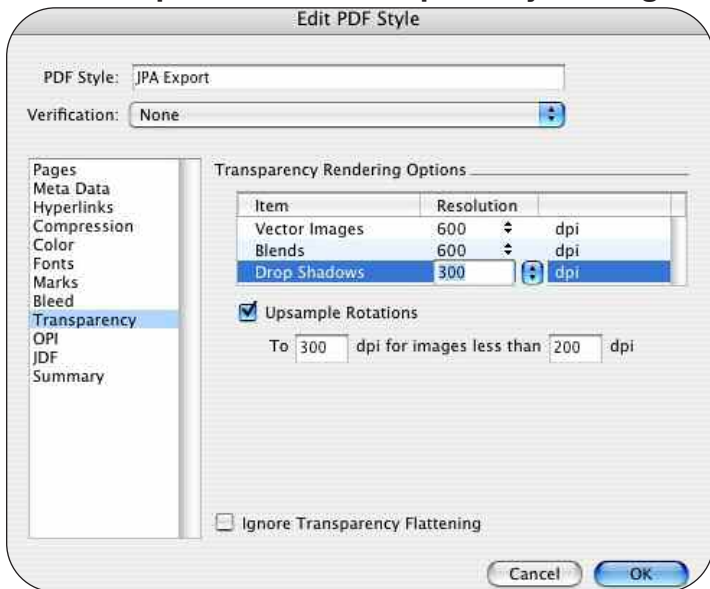 Edit PDF Style
PDF Style: JPA Export
Verification: None
Pages
Meta Data
Hyperlinks
Compression
Color
Fonts
Marks
Bleed
Transparency
OPI
JDF
Summary
Transparency Rendering Options
Item Resolution
Vector Images 600 dpi
Blends 600 dpi
Drop Shadows 300 dpi
Upsample Rotations
To 300 dpi for images less than 200 dpi
Ignore Transparency Flattening
Cancel OK